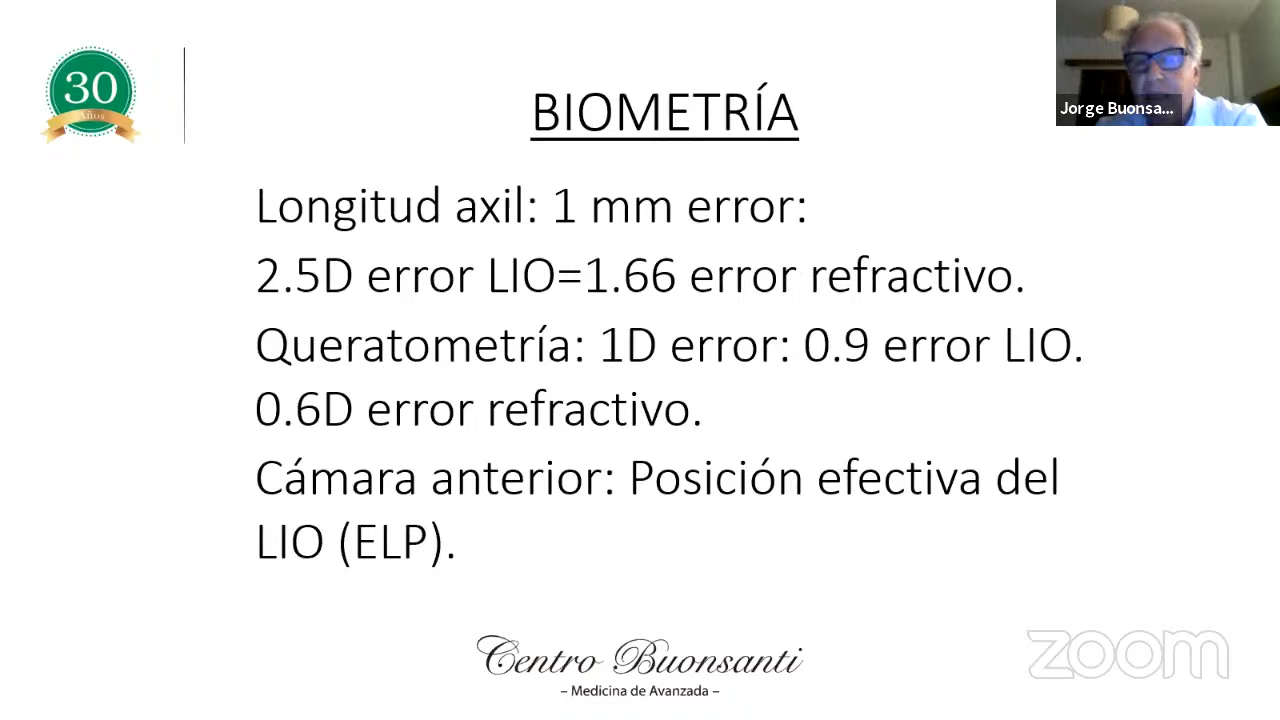 30
Años
BIOMETRÍA
Jorge Buonsa...
Longitud axil: 1 mm error:
2.5D error LIO=1.66 error refractivo.
Queratometría: 1D error: 0.9 error LIO.
0.6D error refractivo.
Cámara anterior: Posición efectiva del
LIO (ELP).
Centro Buonsanti
– Medicina de Avanzada –
zoom